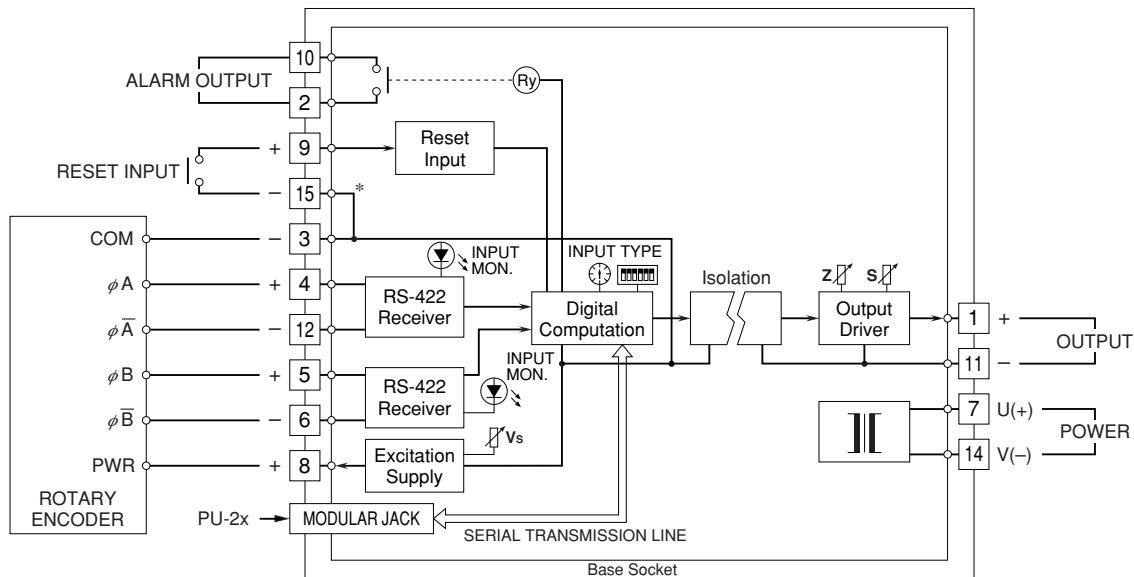 10
ALARM OUTPUT
2
Ry
RESET INPUT
+
9
Reset
Input
−
15
*
COM
−
3
INPUT
MON.
INPUT TYPE
φA
+
4
RS-422
Receiver
φA̅
−
12
Digital
Computation
Isolation
Z
S
Output
Driver
1
+
OUTPUT
11
−
φB
+
5
RS-422
Receiver
INPUT
MON.
φB̅
−
6
7
U(+)
POWER
14
V(–)
PWR
+
8
Excitation
Supply
Vs
ROTARY
ENCODER
PU-2x
MODULAR JACK
SERIAL TRANSMISSION LINE
Base Socket